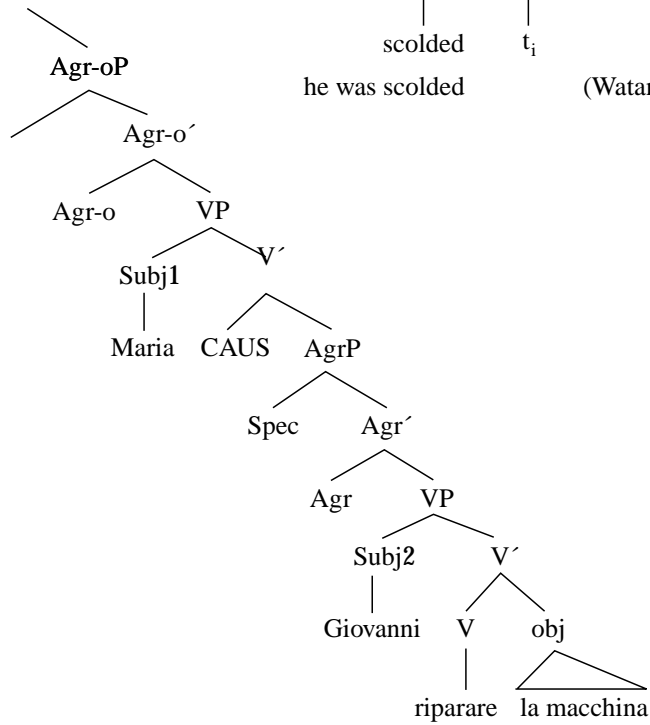 scolded t_i
Agr-oP
he was scolded (Watar
Agr-o´
Agr-o VP
V´
Subj1
Maria CAUS AgrP
Spec Agr´
Agr VP
Subj2 V´
Giovanni V obj
riparare la macchina